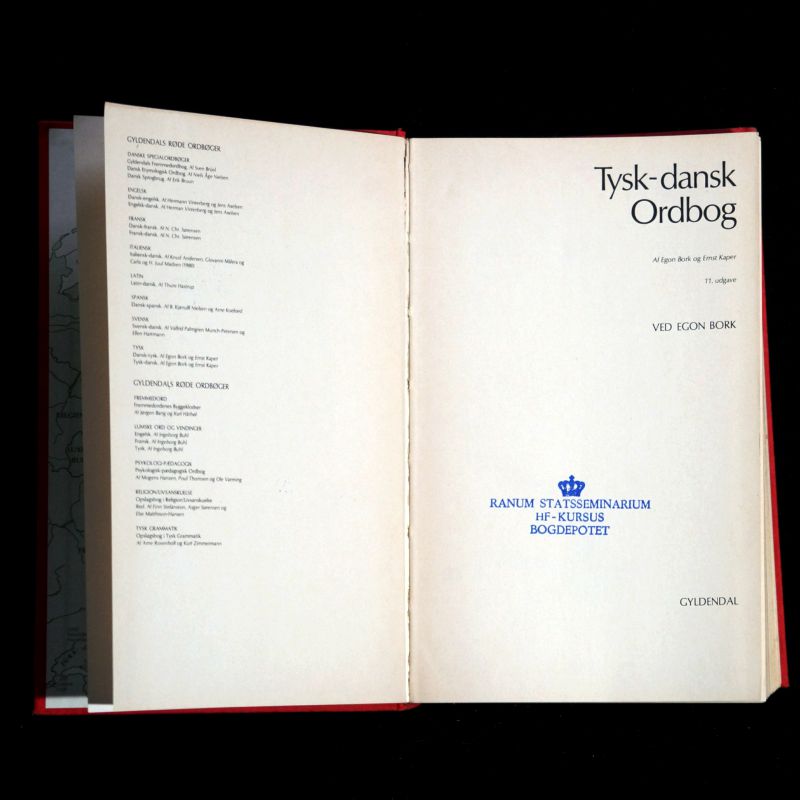 GYLDENDALS RØDE ORDBØGER
DANSKE SPECIALORDBØGER
Gyldendals Fremmedordbog. Af Sven Brüel
Dansk Etymologisk Ordbog. Af Niels Åge Nielsen
Dansk Sprogbrug. Af Erik Bruun
ENGELSK
Dansk-engelsk. Af Hermann Vinterberg og Jens Axelsen
Engelsk-dansk. Af Herman Vinterberg og Jens Axelsen
FRANSK
Dansk-fransk. Af N. Chr. Sørensen
Fransk-dansk. Af N. Chr. Sørensen
ITALIENSK
Italiensk-dansk. Af Knud Andersen, Giovanni Màfera og
Carlo og H. Juul Madsen (1980)
LATIN
Latin-dansk. Af Thure Hastrup
SPANSK
Dansk-spansk. Af B. Kjærulff Nielsen og Arne Koefoed
SVENSK
Svensk-dansk. Af Valfrid Palmgren Munch-Petersen og
Ellen Hartmann
TYSK
Dansk-tysk. Af Egon Bork og Ernst Kaper
Tysk-dansk. Af Egon Bork og Ernst Kaper
GYLDENDALS RØDE ORDBØGER
FREMMEDORD
Fremmedordenes Byggeklodser
Af Jørgen Bang og Karl Hårbøl
LUMSKE ORD OG VENDINGER
Engelsk. Af Ingeborg Buhl
Fransk. Af Ingeborg Buhl
Tysk. Af Ingeborg Buhl
PSYKOLOGI-PÆDAGOGIK
Psykologisk-pædagogisk Ordbog
Af Mogens Hansen, Poul Thomsen og Ole Varming
RELIGION/LIVSANSKUELSE
Opslagsbog i Religion/Livsanskuelse
Red. Af Finn Stefánsson, Asger Sørensen og
Else Matthison-Hansen
TYSK GRAMMATIK
Opslagsbog i Tysk Grammatik
Af Arne Rosenhoff og Kurt Zimmermann
Tysk-dansk
Ordbog
Af Egon Bork og Ernst Kaper
11. udgave
VED EGON BORK
RANUM STATSSEMINARIUM
HF-KURSUS
BOGDEPOTET
GYLDENDAL